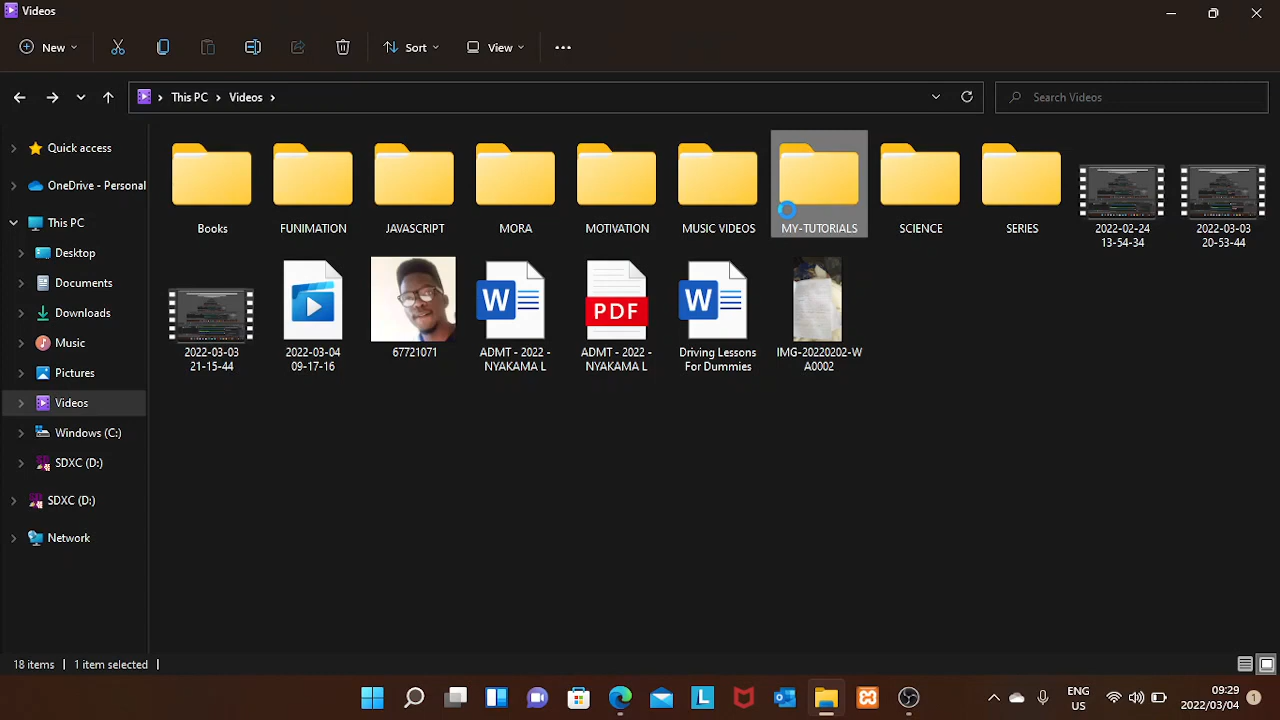 Videos
New
Sort
View
This PC
Videos
Search Videos
Quick access
OneDrive - Personal
This PC
Desktop
Documents
Downloads
Music
Pictures
Videos
Windows (C:)
SDXC (D:)
SDXC (D:)
Network
Books
FUNIMATION
JAVASCRIPT
MORA
MOTIVATION
MUSIC VIDEOS
MY-TUTORIALS
SCIENCE
SERIES
2022-02-24
13-54-34
2022-03-03
20-53-44
2022-03-03
21-15-44
2022-03-04
09-17-16
67721071
W
ADMT - 2022 -
NYAKAMA L
PDF
ADMT - 2022 -
NYAKAMA L
W
Driving Lessons
For Dummies
IMG-20220202-W
A0002
18 items
1 item selected
L
ENG
US
09:29
2022/03/04
1